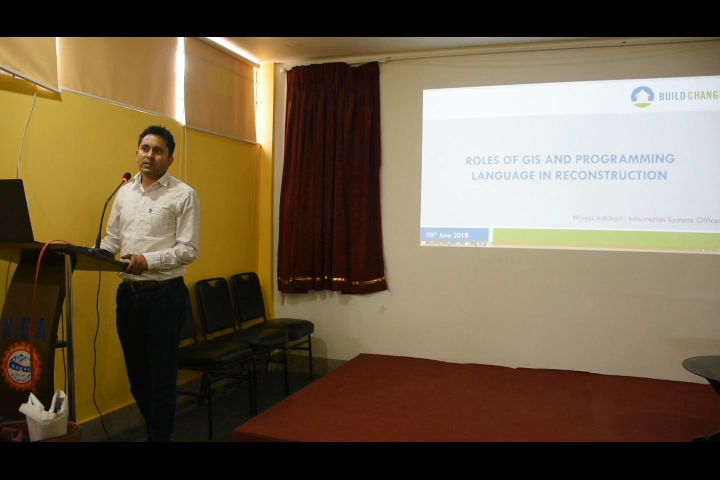 BUILD CHANG
ROLES OF GIS AND PROGRAMMING
LANGUAGE IN RECONSTRUCTION
Nirmal Adhikari : Information Systems Officer
08th June 2018